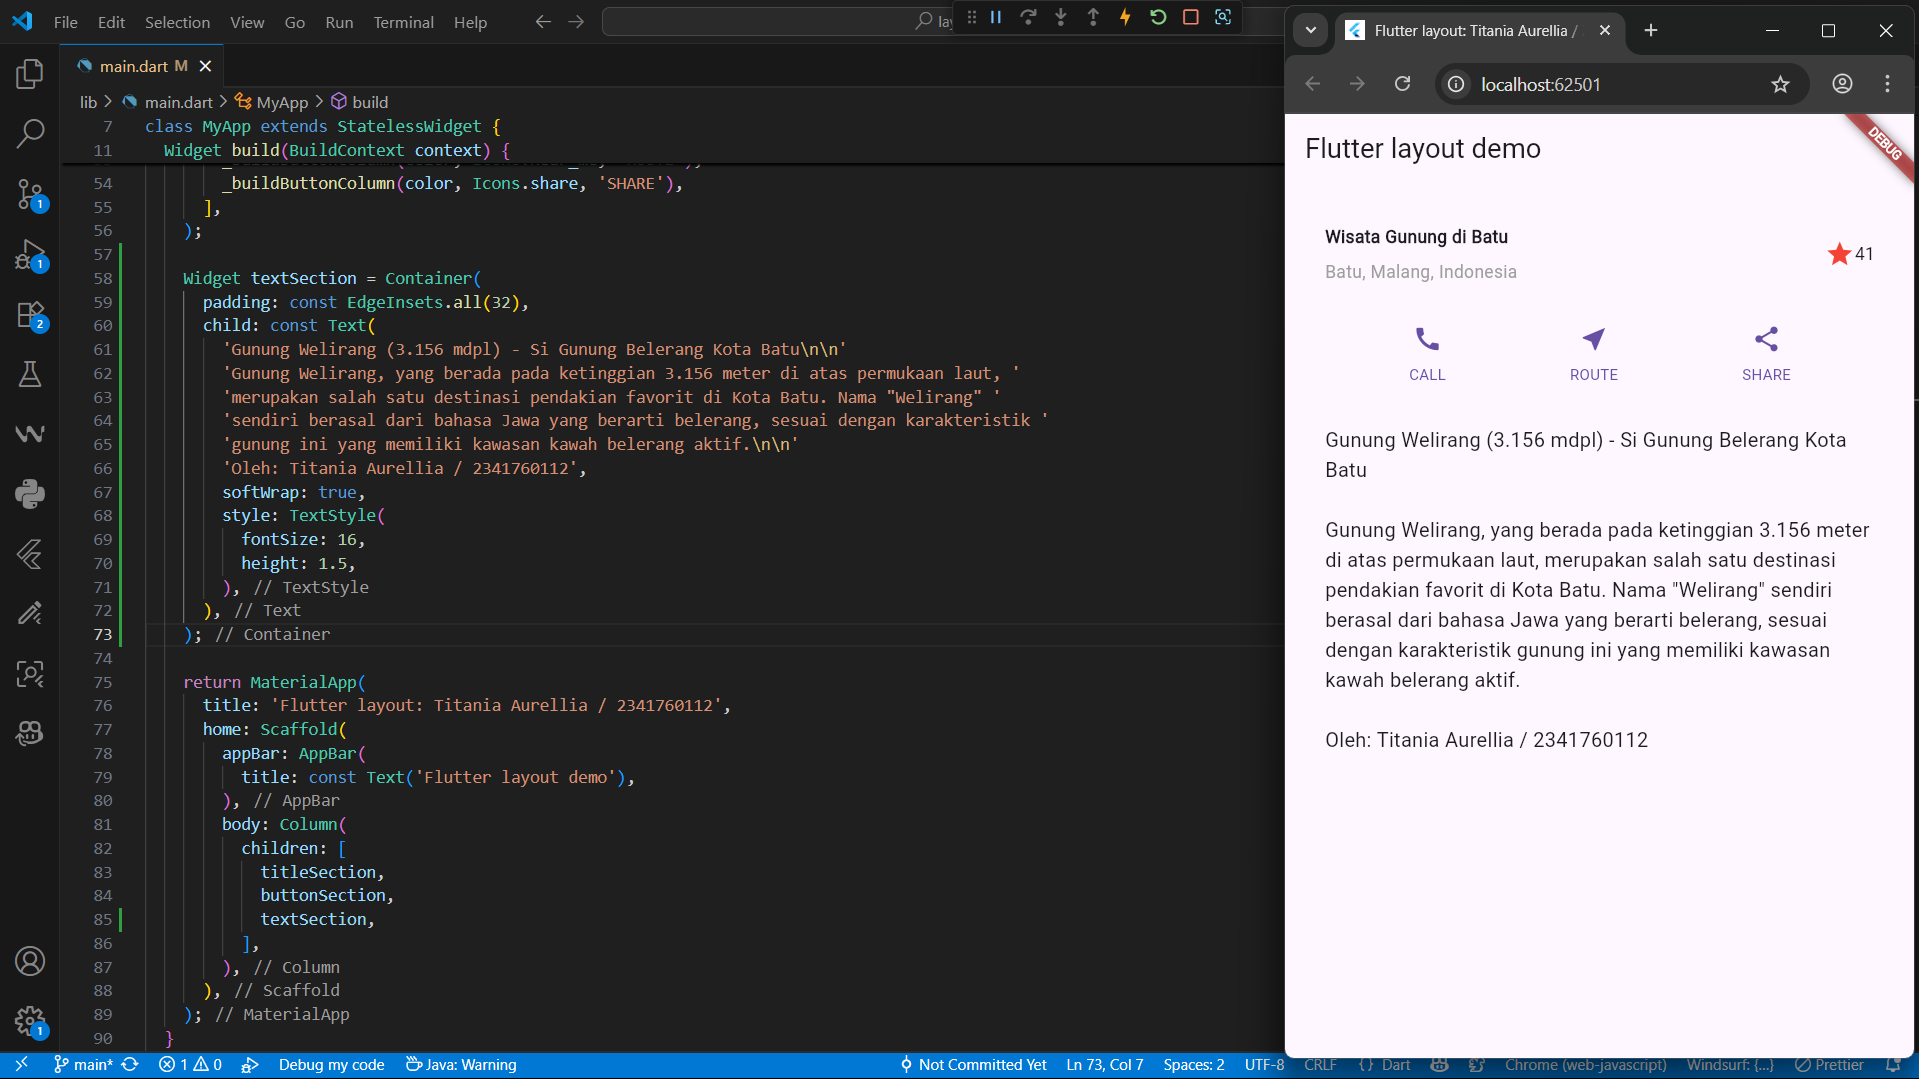 File Edit Selection View Go Run Terminal Help
main.dart M
lib > main.dart > MyApp > build
7 class MyApp extends StatelessWidget {
11 Widget build(BuildContext context) {
54 _buildButtonColumn(color, Icons.share, 'SHARE'),
55 ],
56 );
57
58 Widget textSection = Container(
59 padding: const EdgeInsets.all(32),
60 child: const Text(
61 'Gunung Welirang (3.156 mdpl) - Si Gunung Belerang Kota Batu\n\n'
62 'Gunung Welirang, yang berada pada ketinggian 3.156 meter di atas permukaan laut, '
63 'merupakan salah satu destinasi pendakian favorit di Kota Batu. Nama "Welirang" '
64 'sendiri berasal dari bahasa Jawa yang berarti belerang, sesuai dengan karakteristik '
65 'gunung ini yang memiliki kawasan kawah belerang aktif.\n\n'
66 'Oleh: Titania Aurellia / 2341760112',
67 softWrap: true,
68 style: TextStyle(
69 fontSize: 16,
70 height: 1.5,
71 ), // TextStyle
72 ), // Text
73 ); // Container
74
75 return MaterialApp(
76 title: 'Flutter layout: Titania Aurellia / 2341760112',
77 home: Scaffold(
78 appBar: AppBar(
79 title: const Text('Flutter layout demo'),
80 ), // AppBar
81 body: Column(
82 children: [
83 titleSection,
84 buttonSection,
85 textSection,
86 ],
87 ), // Column
88 ), // Scaffold
89 ); // MaterialApp
90 }
1
1
2
1
main* 1 0 Debug my code Java: Warning Not Committed Yet Ln 73, Col 7 Spaces: 2 UTF-8 CRLF {} Dart Chrome (web-javascript) Windsurf: {...} Prettier
Flutter layout: Titania Aurellia /
localhost:62501
Flutter layout demo
DEBUG
Wisata Gunung di Batu
Batu, Malang, Indonesia
41
CALL ROUTE SHARE
Gunung Welirang (3.156 mdpl) - Si Gunung Belerang Kota
Batu
Gunung Welirang, yang berada pada ketinggian 3.156 meter
di atas permukaan laut, merupakan salah satu destinasi
pendakian favorit di Kota Batu. Nama "Welirang" sendiri
berasal dari bahasa Jawa yang berarti belerang, sesuai
dengan karakteristik gunung ini yang memiliki kawasan
kawah belerang aktif.
Oleh: Titania Aurellia / 2341760112